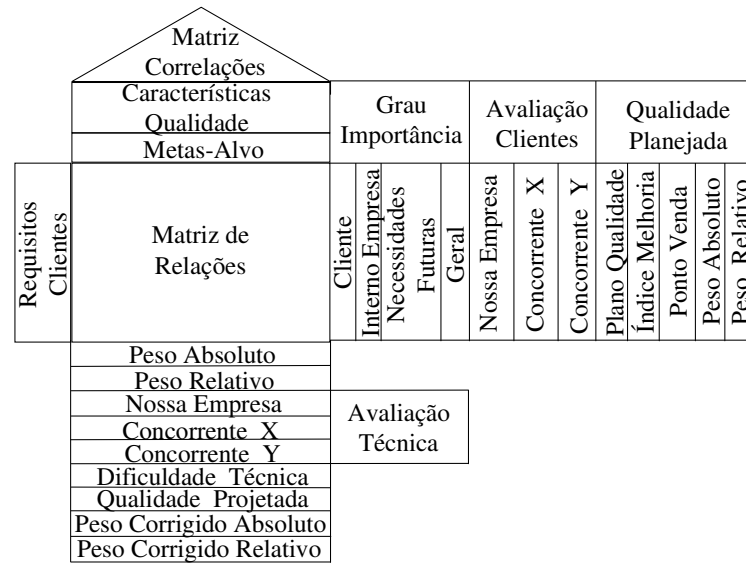 Matriz
Correlações
Características
Qualidade
Metas-Alvo
Grau
Importância
Avaliação
Clientes
Qualidade
Planejada
Requisitos
Clientes
Matriz de
Relações
Cliente
Interno Empresa
Necessidades
Futuras
Geral
Nossa Empresa
Concorrente X
Concorrente Y
Plano Qualidade
Índice Melhoria
Ponto Venda
Peso Absoluto
Peso Relativo
Peso Absoluto
Peso Relativo
Nossa Empresa
Concorrente X
Concorrente Y
Avaliação
Técnica
Dificuldade Técnica
Qualidade Projetada
Peso Corrigido Absoluto
Peso Corrigido Relativo